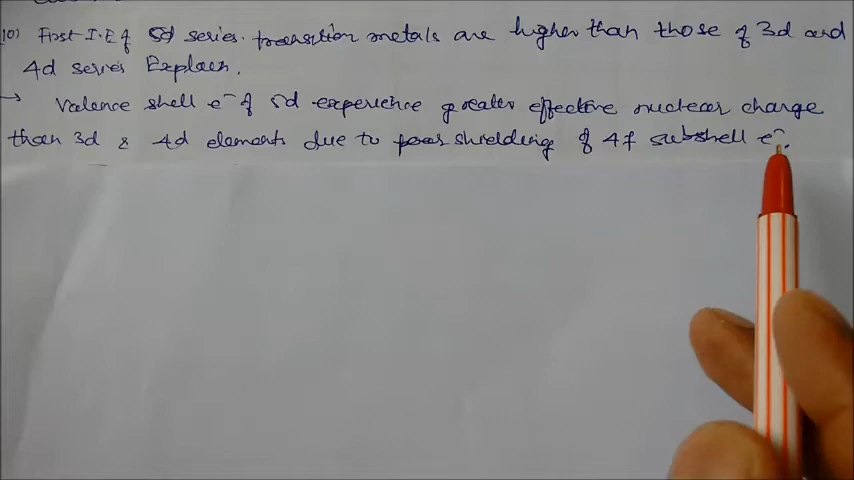 10) First I.E of 5d series. transition metals are higher than those of 3d and
4d series Explain.
→ Valence shell e⁻ of 5d experience greater effective nuclear charge
than 3d & 4d elements due to poor shielding of 4f subshell e⁻.